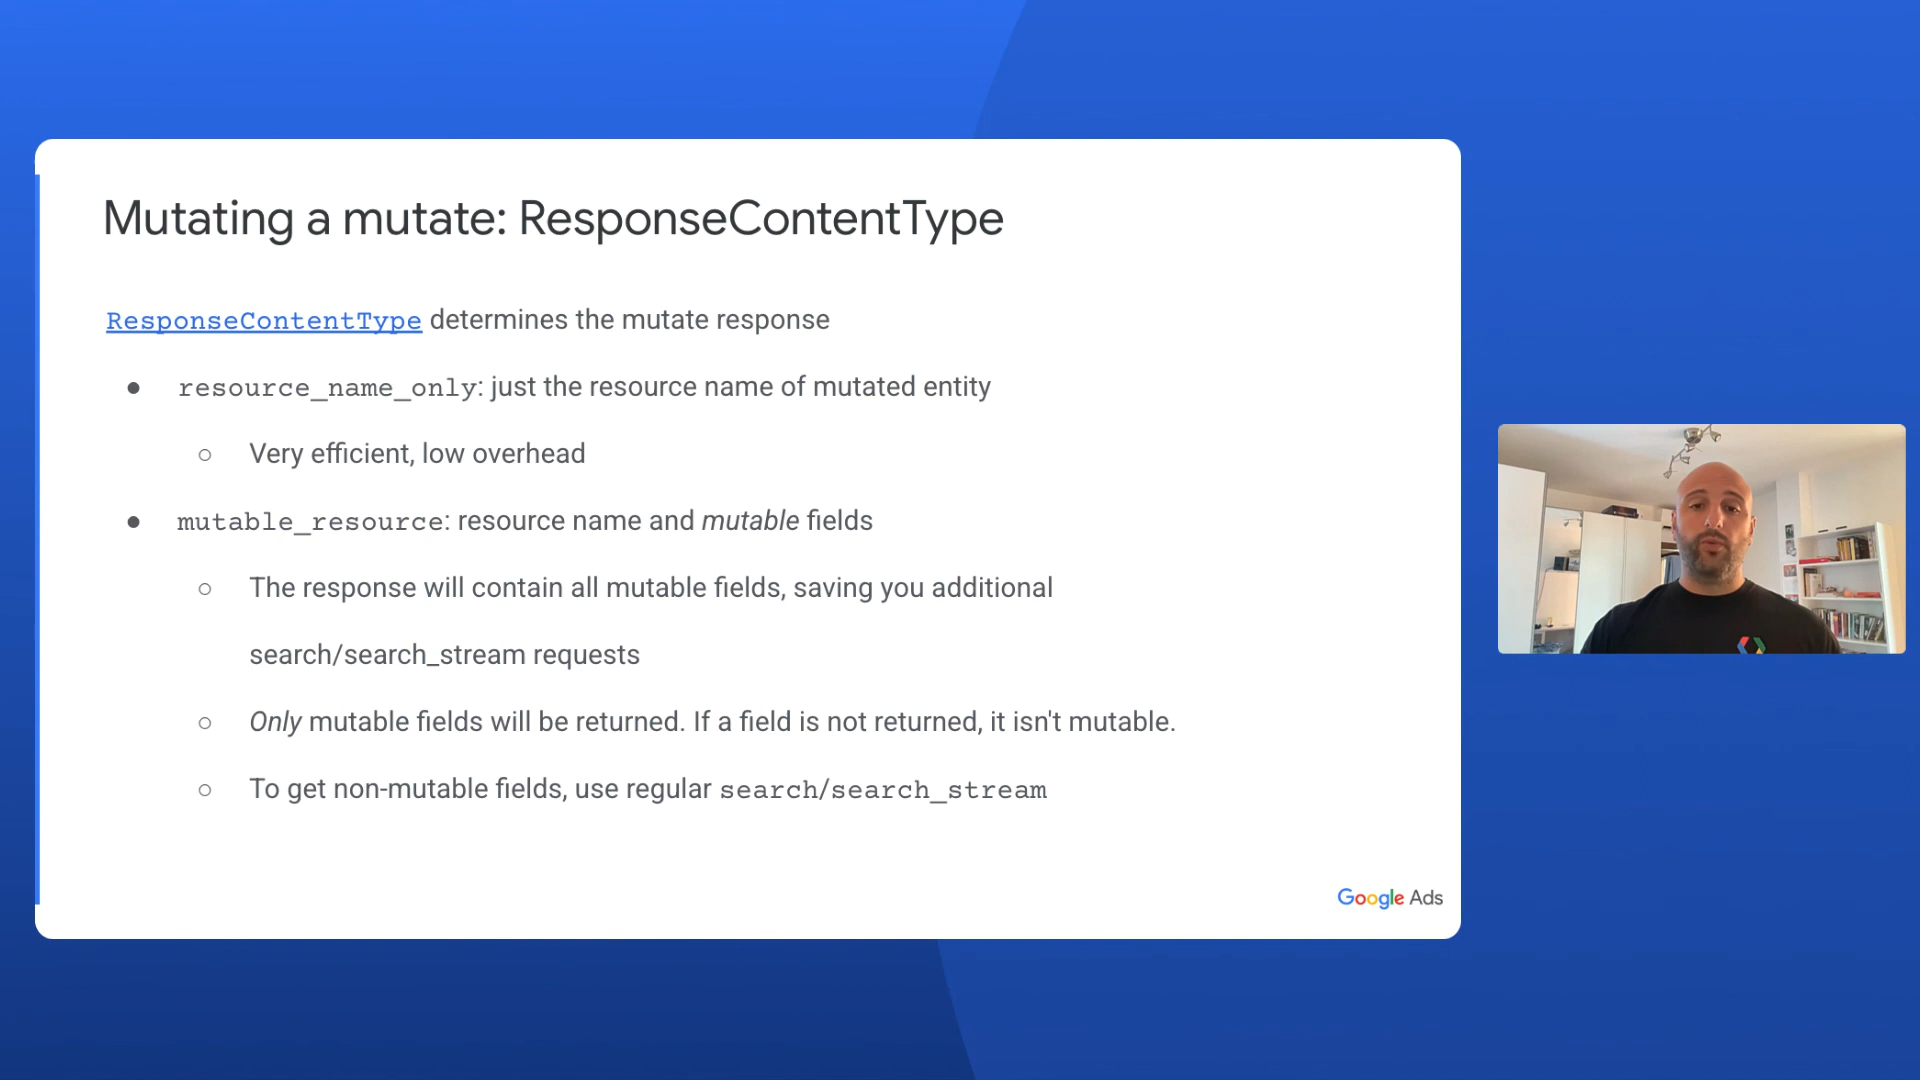 Mutating a mutate: ResponseContentType
ResponseContentType determines the mutate response
● resource_name_only: just the resource name of mutated entity
○ Very efficient, low overhead
● mutable_resource: resource name and mutable fields
○ The response will contain all mutable fields, saving you additional
search/search_stream requests
○ Only mutable fields will be returned. If a field is not returned, it isn't mutable.
○ To get non-mutable fields, use regular search/search_stream
Google Ads